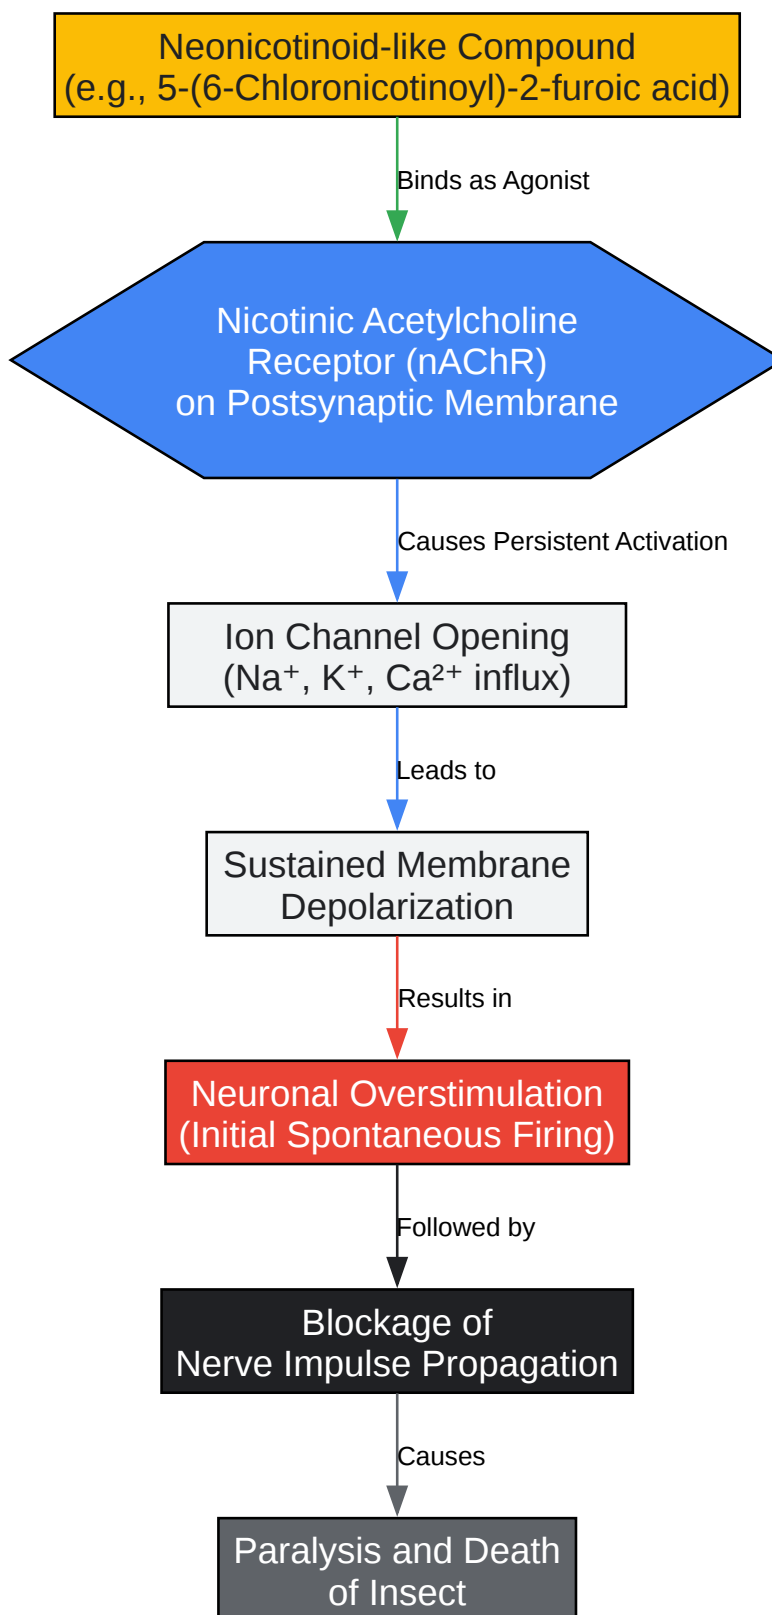 Neonicotinoid-like Compound
(e.g., 5-(6-Chloronicotinoyl)-2-furoic acid)
Binds as Agonist
Nicotinic Acetylcholine
Receptor (nAChR)
on Postsynaptic Membrane
Causes Persistent Activation
Ion Channel Opening
(Na⁺, K⁺, Ca²⁺ influx)
Leads to
Sustained Membrane
Depolarization
Results in
Neuronal Overstimulation
(Initial Spontaneous Firing)
Followed by
Blockage of
Nerve Impulse Propagation
Causes
Paralysis and Death
of Insect